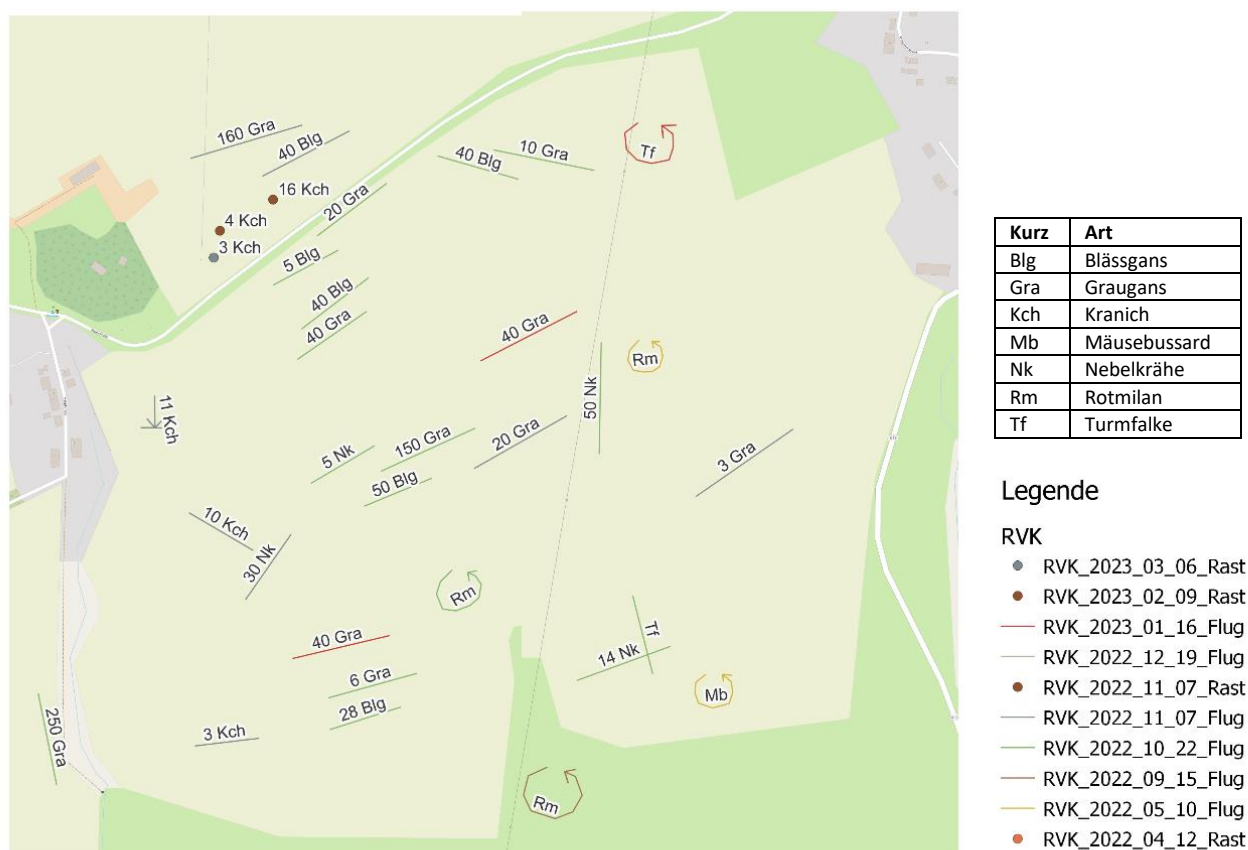 160 Gra
40 Blg
40 Blg
10 Gra
Tf
16 Kch
20 Gra
4 Kch
3 Kch
5 Blg
40 Blg
40 Gra
40 Gra
Rm
50 Nk
11 Kch
5 Nk
150 Gra
20 Gra
3 Gra
50 Blg
10 Kch
30 Nk
Rm
40 Gra
Tf
14 Nk
6 Gra
Mb
28 Blg
250 Gra
3 Kch
Rm
Kurz Art
Blg Blässgans
Gra Graugans
Kch Kranich
Mb Mäusebussard
Nk Nebelkrähe
Rm Rotmilan
Tf Turmfalke
Legende
RVK
RVK_2023_03_06_Rast
RVK_2023_02_09_Rast
RVK_2023_01_16_Flug
RVK_2022_12_19_Flug
RVK_2022_11_07_Rast
RVK_2022_11_07_Flug
RVK_2022_10_22_Flug
RVK_2022_09_15_Flug
RVK_2022_05_10_Flug
RVK_2022_04_12_Rast